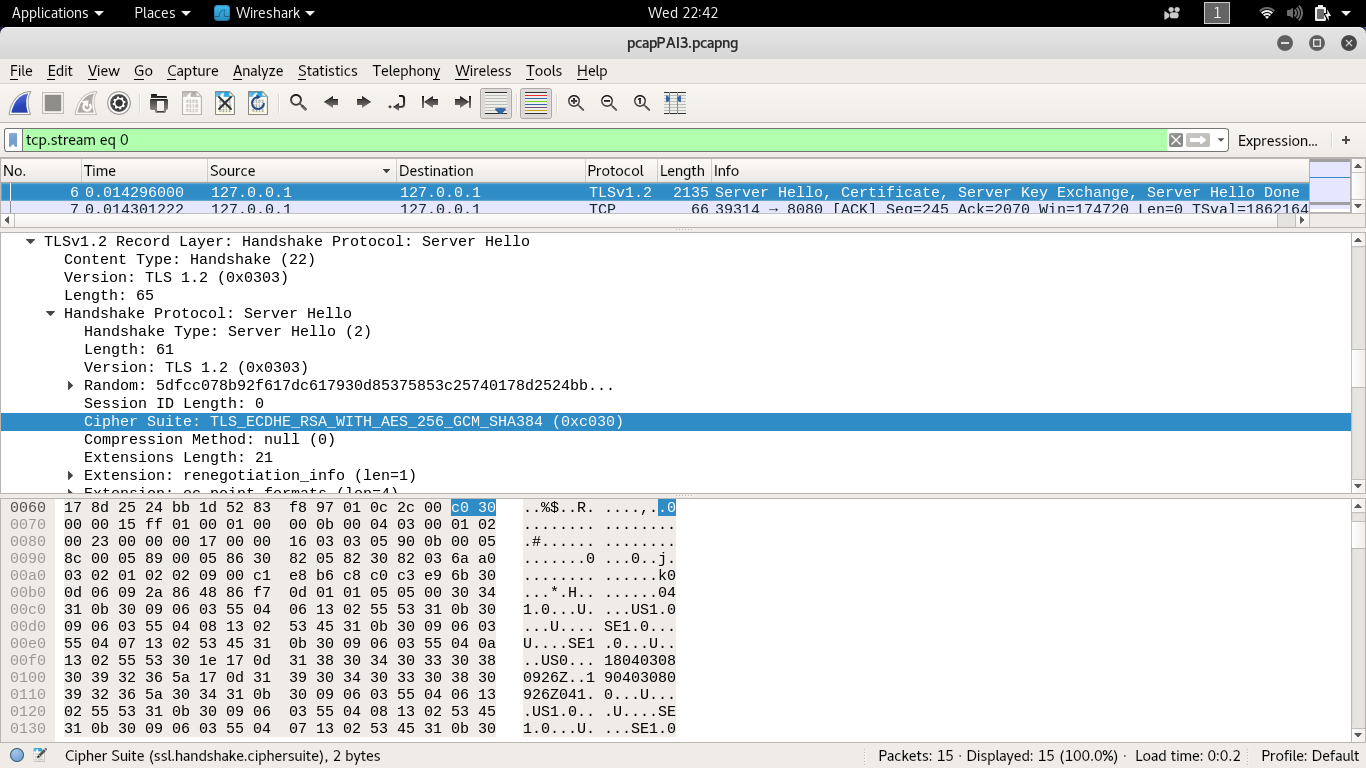 Applications Places Wireshark Wed 22:42 1
pcapPAI3.pcapng
File Edit View Go Capture Analyze Statistics Telephony Wireless Tools Help
tcp.stream eq 0 Expression... +
No. Time Source Destination Protocol Length Info
6 0.014296000 127.0.0.1 127.0.0.1 TLSv1.2 2135 Server Hello, Certificate, Server Key Exchange, Server Hello Done
7 0.014301222 127.0.0.1 127.0.0.1 TCP 66 39314 → 8080 [ACK] Seq=245 Ack=2070 Win=174720 Len=0 TSval=1862164
TLSv1.2 Record Layer: Handshake Protocol: Server Hello
Content Type: Handshake (22)
Version: TLS 1.2 (0x0303)
Length: 65
Handshake Protocol: Server Hello
Handshake Type: Server Hello (2)
Length: 61
Version: TLS 1.2 (0x0303)
Random: 5dfcc078b92f617dc617930d85375853c25740178d2524bb...
Session ID Length: 0
Cipher Suite: TLS_ECDHE_RSA_WITH_AES_256_GCM_SHA384 (0xc030)
Compression Method: null (0)
Extensions Length: 21
Extension: renegotiation_info (len=1)
Extension: ec_point_formats (len=4)
0060 17 8d 25 24 bb 1d 52 83 f8 97 01 0c 2c 00 c0 30 ..%$..R. ....,..0
0070 00 00 15 ff 01 00 01 00 00 0b 00 04 03 00 01 02 ........ ........
0080 00 23 00 00 00 17 00 00 16 03 03 05 90 0b 00 05 .#...... ........
0090 8c 00 05 89 00 05 86 30 82 05 82 30 82 03 6a a0 .......0 ...0..j.
00a0 03 02 01 02 02 09 00 c1 e8 b6 c8 c0 c3 e9 6b 30 ........ ......k0
00b0 0d 06 09 2a 86 48 86 f7 0d 01 01 05 05 00 30 34 ...*.H.. ......04
00c0 31 0b 30 09 06 03 55 04 06 13 02 55 53 31 0b 30 1.0...U. ...US1.0
00d0 09 06 03 55 04 08 13 02 53 45 31 0b 30 09 06 03 ...U.... SE1.0...
00e0 55 04 07 13 02 53 45 31 0b 30 09 06 03 55 04 0a U....SE1 .0...U..
00f0 13 02 55 53 30 1e 17 0d 31 38 30 34 30 33 30 38 ..US0... 18040308
0100 30 39 32 36 5a 17 0d 31 39 30 34 30 33 30 38 30 0926Z..1 90403080
0110 39 32 36 5a 30 34 31 0b 30 09 06 03 55 04 06 13 926Z041. 0...U...
0120 02 55 53 31 0b 30 09 06 03 55 04 08 13 02 53 45 .US1.0.. .U....SE
0130 31 0b 30 09 06 03 55 04 07 13 02 53 45 31 0b 30 1.0...U. ...SE1.0
Cipher Suite (ssl.handshake.ciphersuite), 2 bytes Packets: 15 · Displayed: 15 (100.0%) · Load time: 0:0.2 Profile: Default